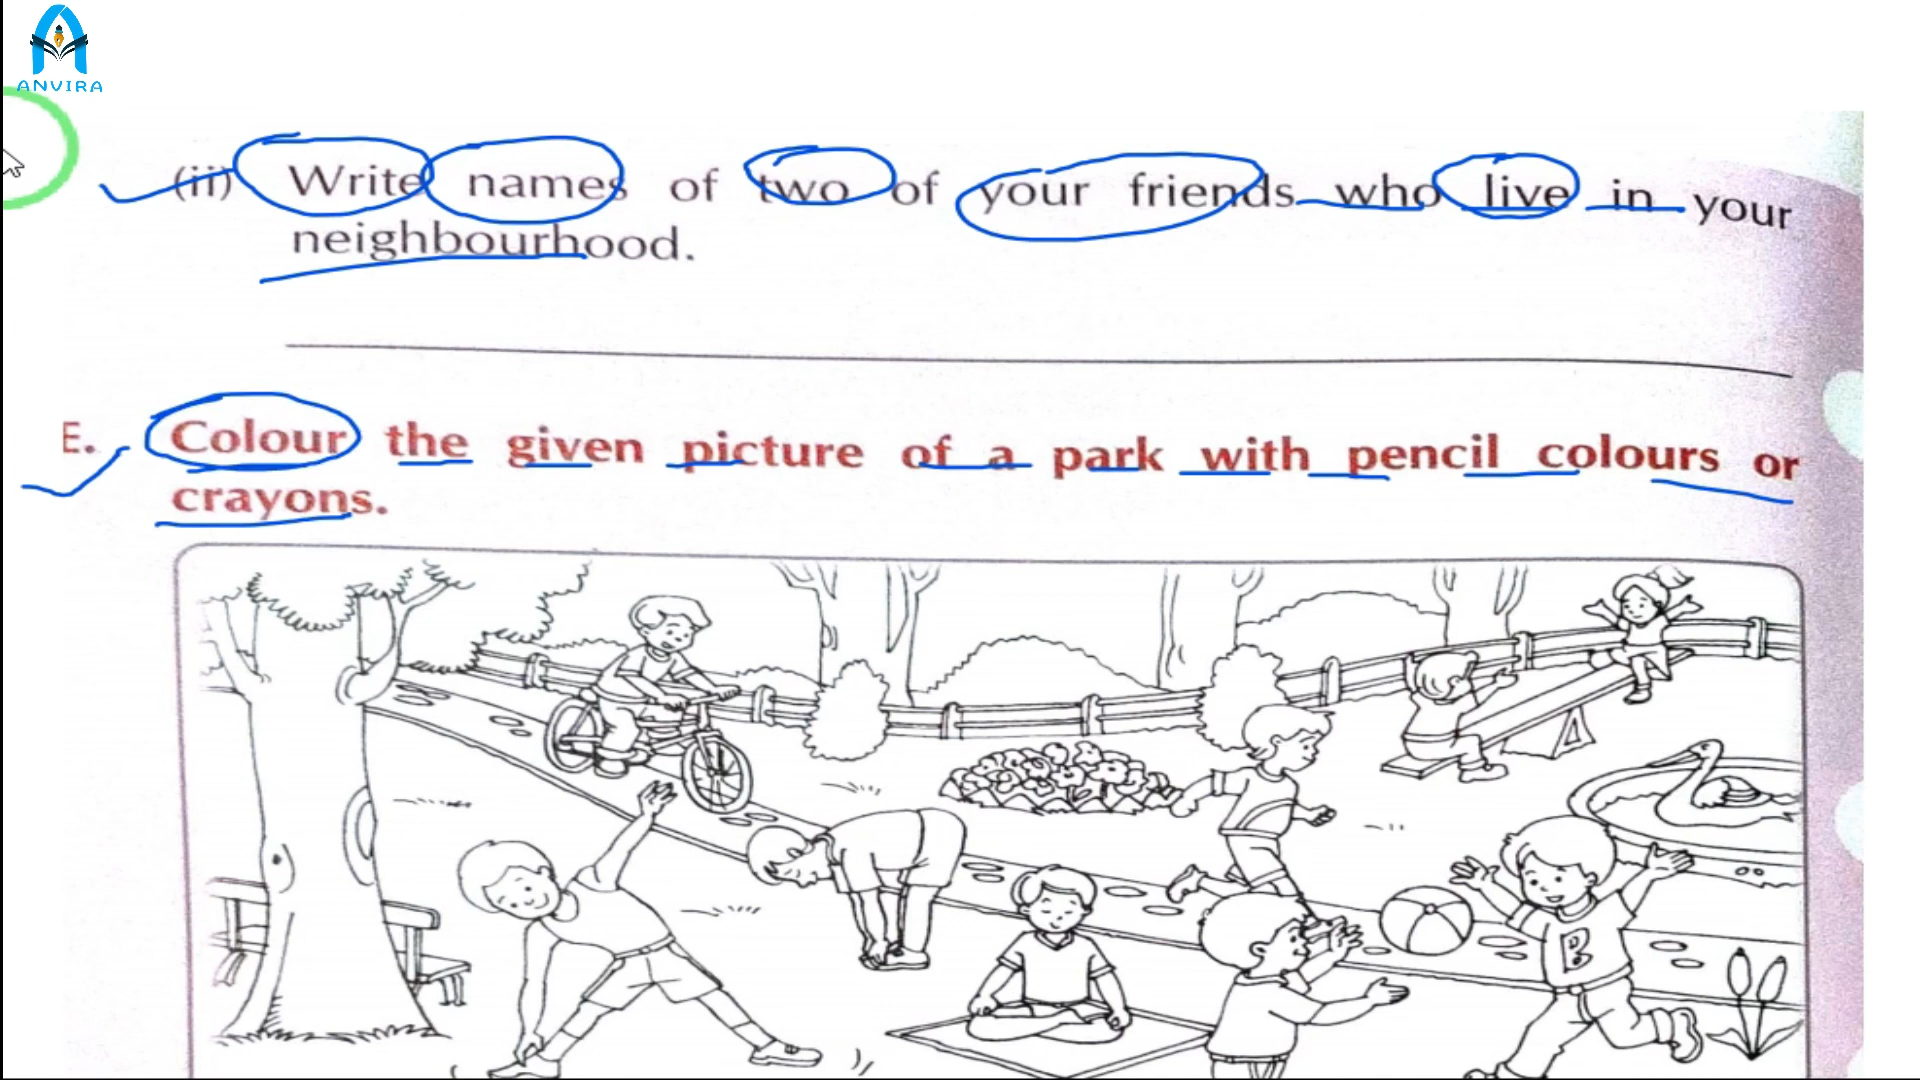 ANVIRA
(ii) Write names of two of your friends who live in your
neighbourhood.
E. Colour the given picture of a park with pencil colours or
crayons.
B